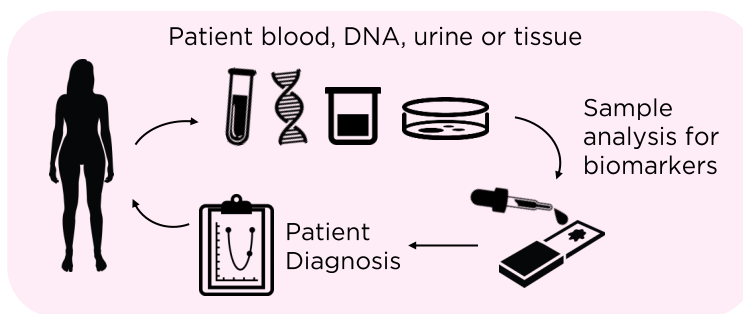 Patient blood, DNA, urine or tissue
Sample
analysis for
biomarkers
Patient
Diagnosis